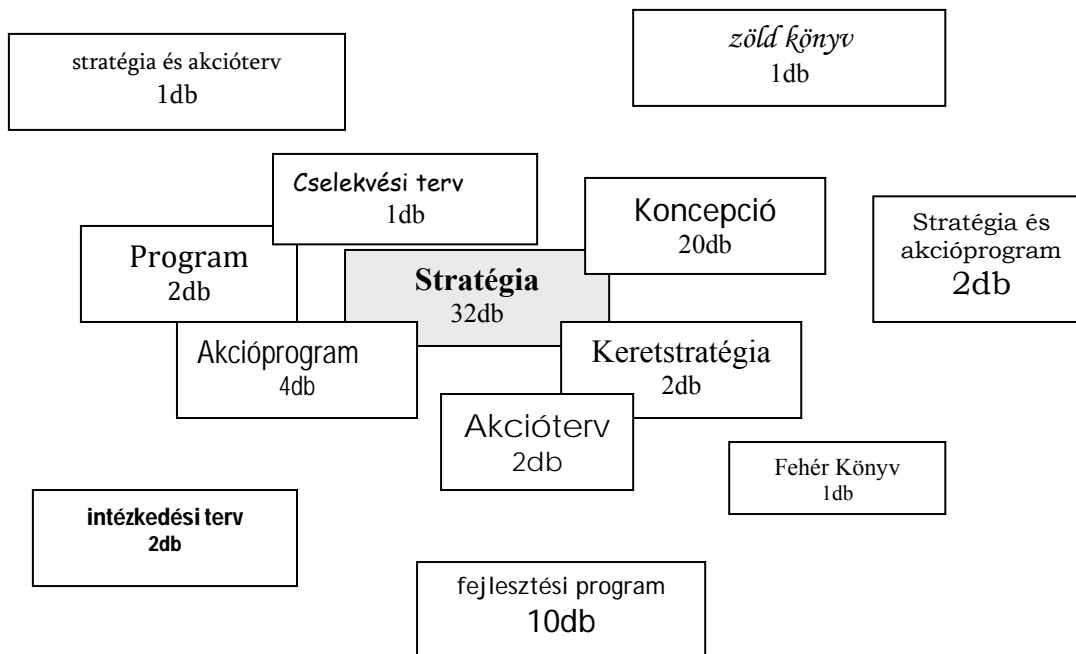 stratégia és akcióterv
1db
zöld könyv
1db
Cselekvési terv
1db
Koncepció
20db
Stratégia és
akcióprogram
2db
Program
2db
Stratégia
32db
Akcióprogram
4db
Keretstratégia
2db
Akcióterv
2db
Fehér Könyv
1db
intézkedési terv
2db
fejlesztési program
10db